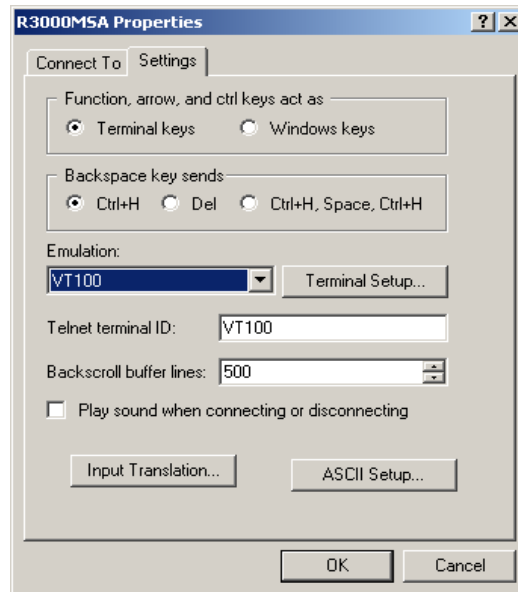 R3000MSA Properties
Connect To Settings
Function, arrow, and ctrl keys act as
Terminal keys Windows keys
Backspace key sends
Ctrl+H Del Ctrl+H, Space, Ctrl+H
Emulation:
VT100 Terminal Setup...
Telnet terminal ID: VT100
Backscroll buffer lines: 500
Play sound when connecting or disconnecting
Input Translation... ASCII Setup...
OK Cancel